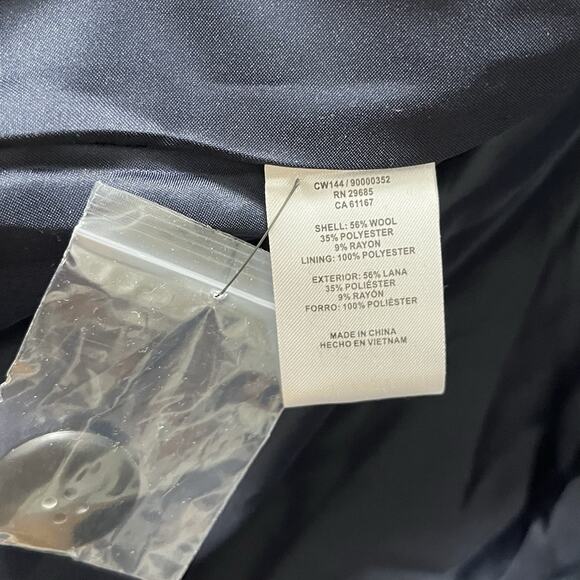 CW144 / 90000352
RN 29685
CA 61167
SHELL: 56% WOOL
35% POLYESTER
9% RAYON
LINING: 100% POLYESTER
EXTERIOR: 56% LANA
35% POLIÉSTER
9% RAYÓN
FORRO: 100% POLIÉSTER
MADE IN CHINA
HECHO EN VIETNAM